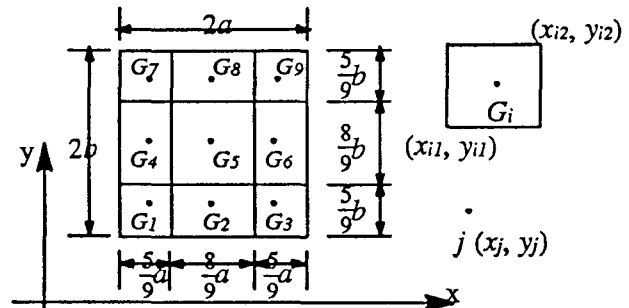 2a
G7 G8 G9
5/9 b
(xi2, yi2)
Gi
y
2b
G4 G5 G6
8/9 b
(xi1, yi1)
G1 G2 G3
5/9 b
j (xj, yj)
5/9 a 8/9 a 5/9 a
x